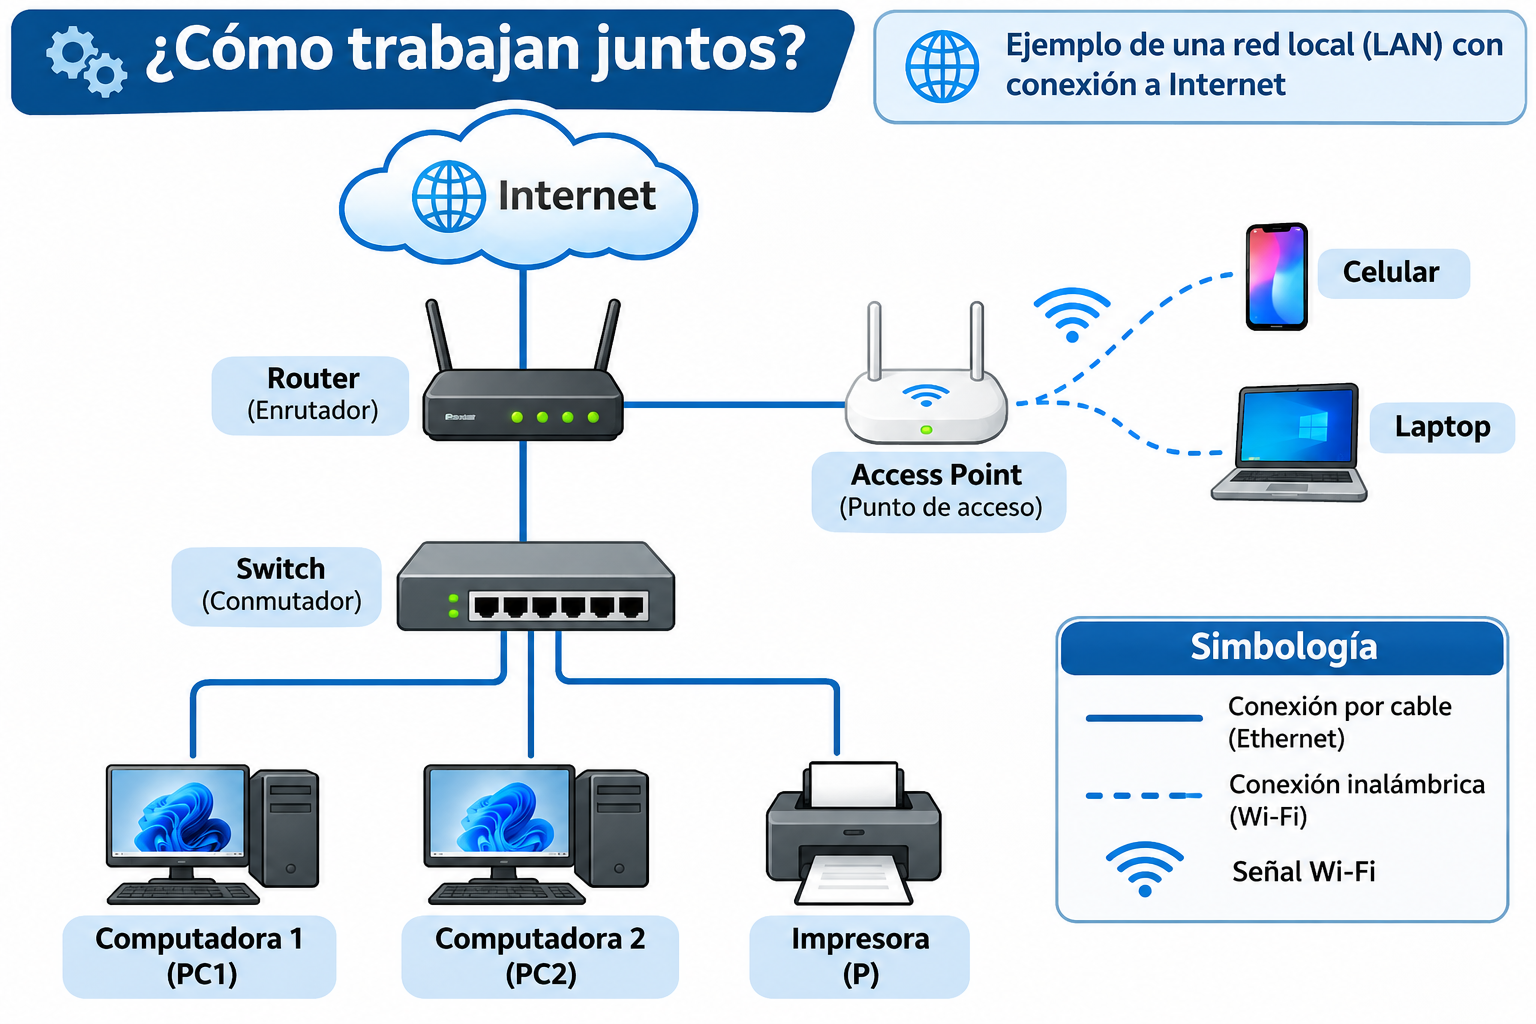 ¿Cómo trabajan juntos?
Ejemplo de una red local (LAN) con
conexión a Internet
Internet
Celular
Router
(Enrutador)
Laptop
Access Point
(Punto de acceso)
Switch
(Conmutador)
Simbología
Conexión por cable
(Ethernet)
Conexión inalámbrica
(Wi-Fi)
Señal Wi-Fi
Computadora 1
(PC1)
Computadora 2
(PC2)
Impresora
(P)